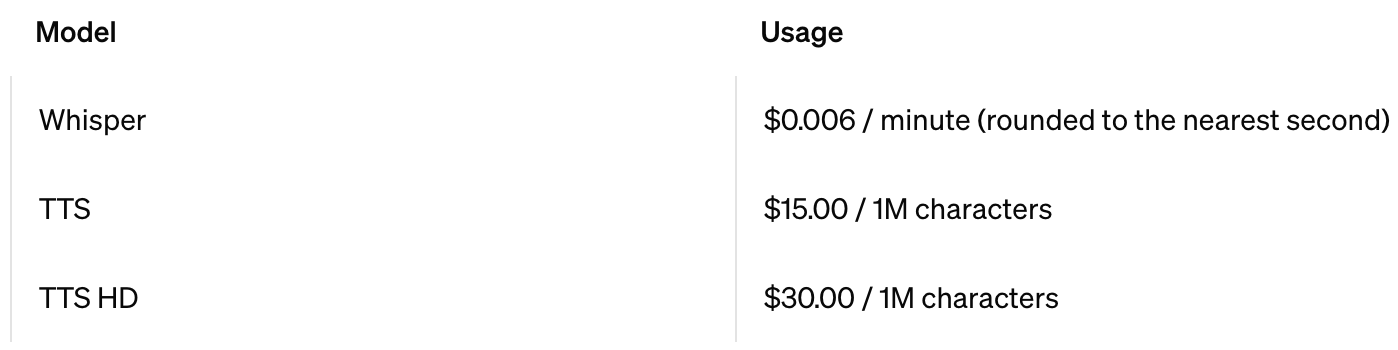 Model Usage
Whisper $0.006 / minute (rounded to the nearest second)
TTS $15.00 / 1M characters
TTS HD $30.00 / 1M characters